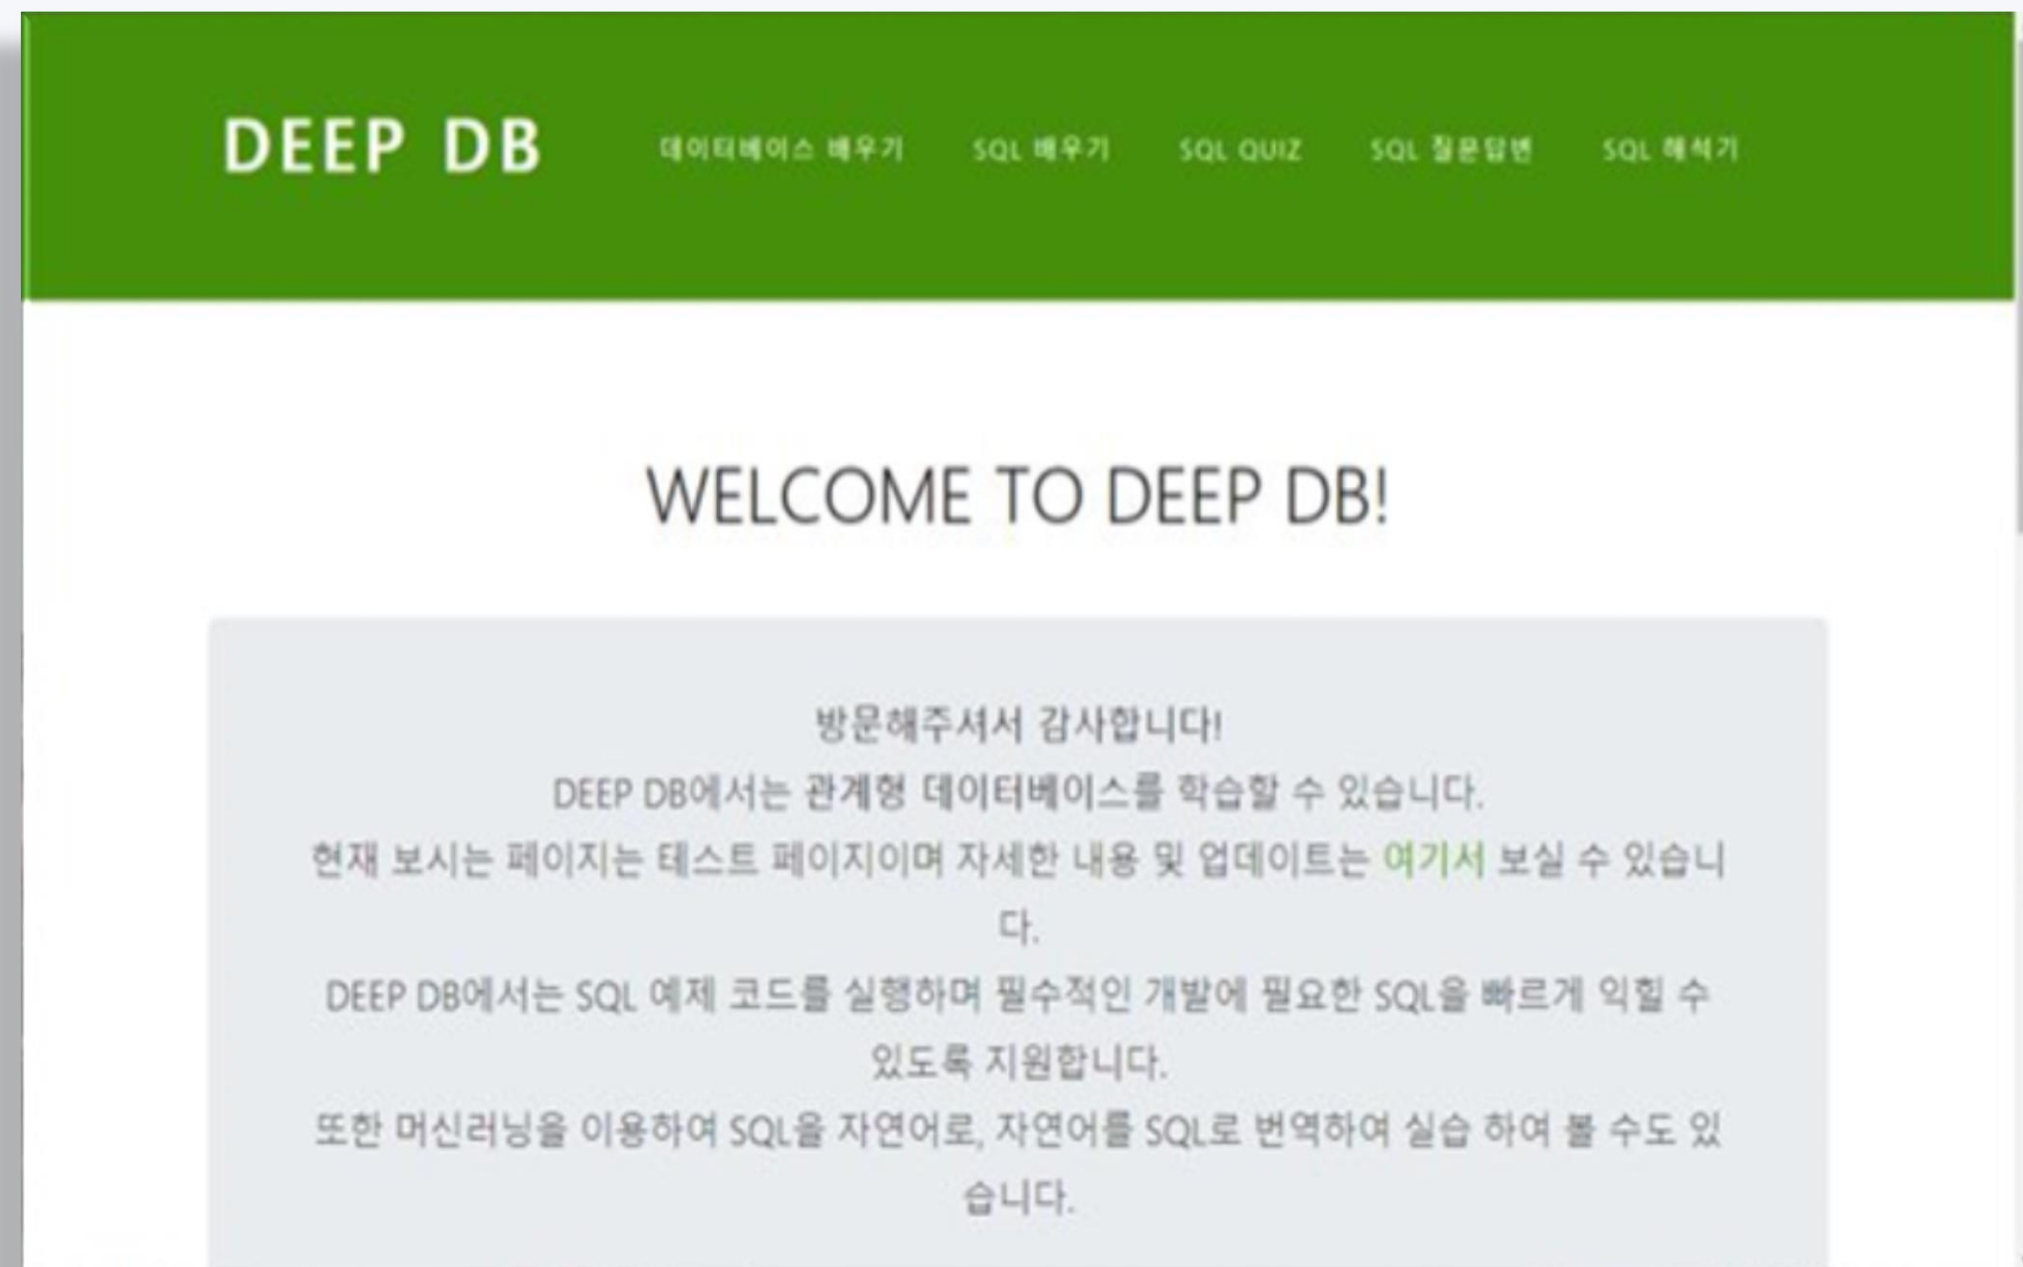 DEEP DB 데이터베이스 배우기 SQL 배우기 SQL QUIZ SQL 질문답변 SQL 해석기
WELCOME TO DEEP DB!
방문해주셔서 감사합니다!
DEEP DB에서는 관계형 데이터베이스를 학습할 수 있습니다.
현재 보시는 페이지는 테스트 페이지이며 자세한 내용 및 업데이트는 여기서 보실 수 있습니
다.
DEEP DB에서는 SQL 예제 코드를 실행하며 필수적인 개발에 필요한 SQL을 빠르게 익힐 수
있도록 지원합니다.
또한 머신러닝을 이용하여 SQL을 자연어로, 자연어를 SQL로 번역하여 실습 하여 볼 수도 있
습니다.